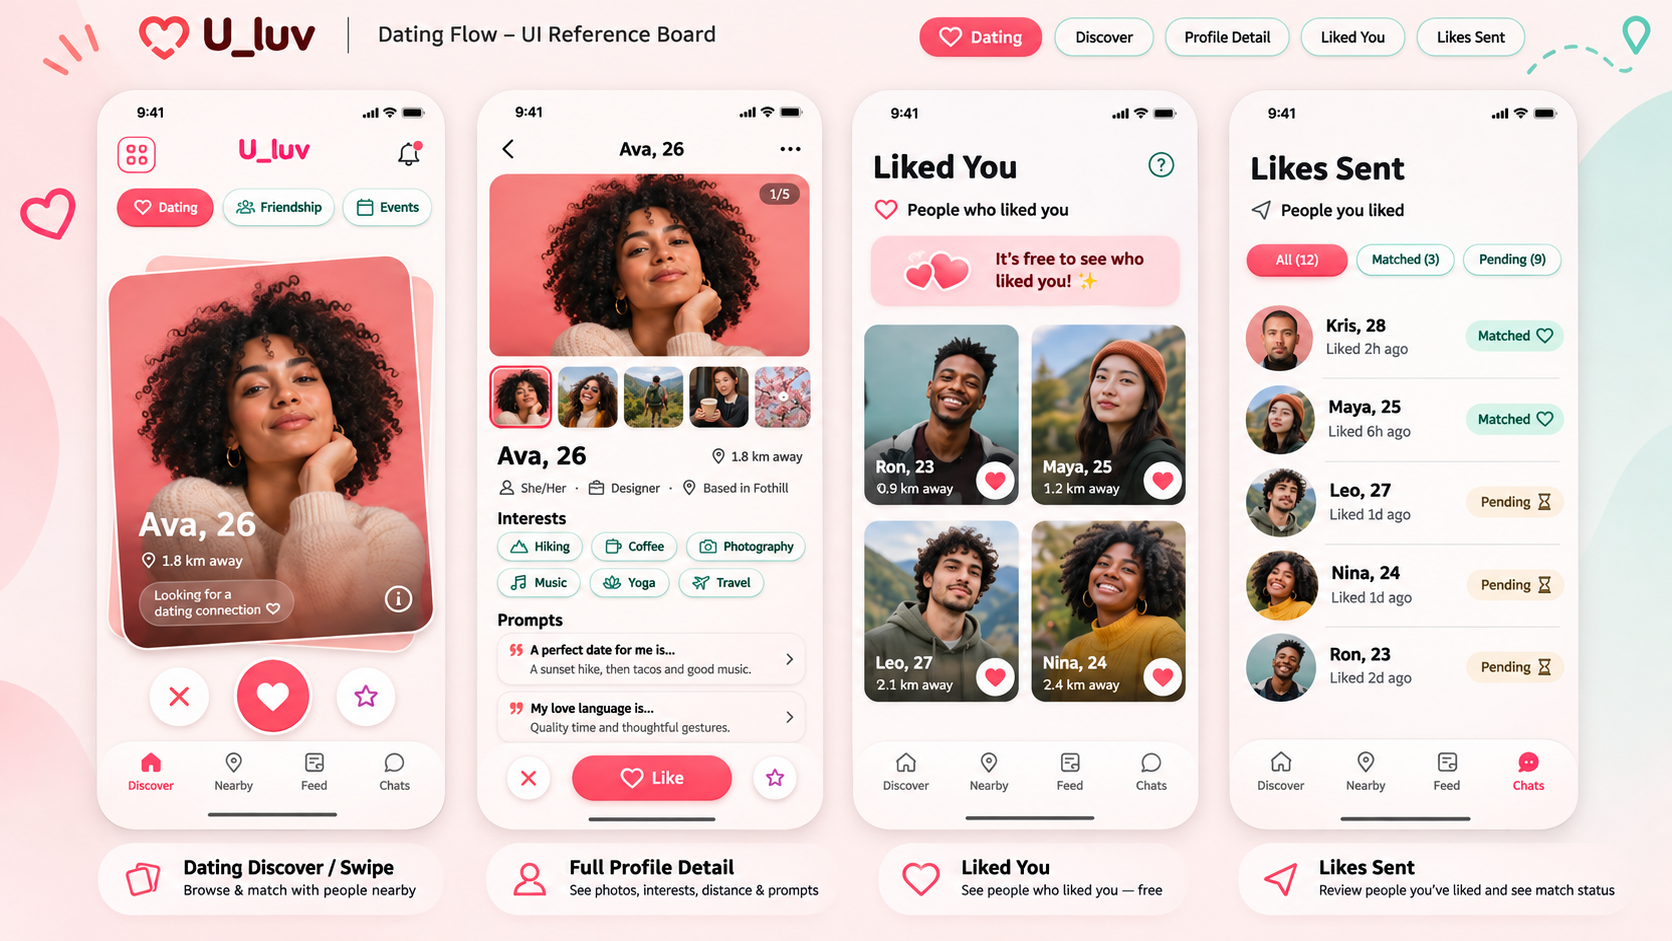 U_luv
Dating Flow – UI Reference Board
Dating
Discover
Profile Detail
Liked You
Likes Sent
9:41
U_luv
Dating
Friendship
Events
Ava, 26
1.8 km away
Looking for a
dating connection
Discover
Nearby
Feed
Chats
9:41
Ava, 26
1/5
Ava, 26
1.8 km away
She/Her · Designer · Based in Fothill
Interests
Hiking
Coffee
Photography
Music
Yoga
Travel
Prompts
A perfect date for me is...
A sunset hike, then tacos and good music.
My love language is...
Quality time and thoughtful gestures.
Like
9:41
Liked You
?
People who liked you
It's free to see who
liked you! ✨
Ron, 23
0.9 km away
Maya, 25
1.2 km away
Leo, 27
2.1 km away
Nina, 24
2.4 km away
Discover
Nearby
Feed
Chats
9:41
Likes Sent
People you liked
All (12)
Matched (3)
Pending (9)
Kris, 28
Liked 2h ago
Matched
Maya, 25
Liked 6h ago
Matched
Leo, 27
Liked 1d ago
Pending
Nina, 24
Liked 1d ago
Pending
Ron, 23
Liked 2d ago
Pending
Discover
Nearby
Feed
Chats
Dating Discover / Swipe
Browse & match with people nearby
Full Profile Detail
See photos, interests, distance & prompts
Liked You
See people who liked you — free
Likes Sent
Review people you've liked and see match status